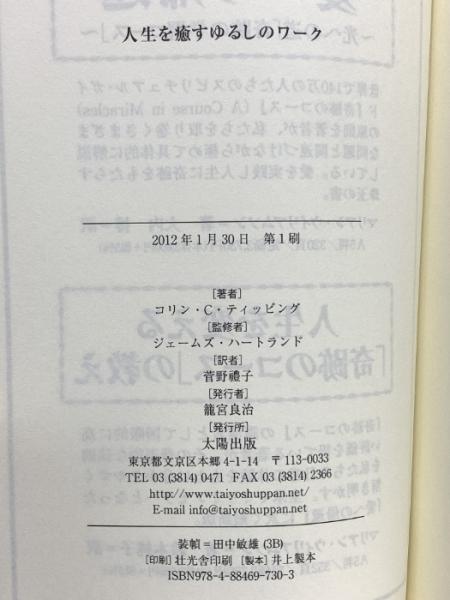 人生を癒すゆるしのワーク
2012年1月30日　第1刷
[著者]
コリン・C・ティッピング
[監修者]
ジェームズ・ハートランド
[訳者]
菅野禮子
[発行者]
籠宮良治
[発行所]
太陽出版
東京都文京区本郷4-1-14　〒113-0033
TEL 03 (3814) 0471　FAX 03 (3814) 2366
http://www.taiyoshuppan.net/
E-mail info@taiyoshuppan.net
装幀＝田中敏雄 (3B)
[印刷] 壮光舎印刷　[製本] 井上製本
ISBN978-4-88469-730-3